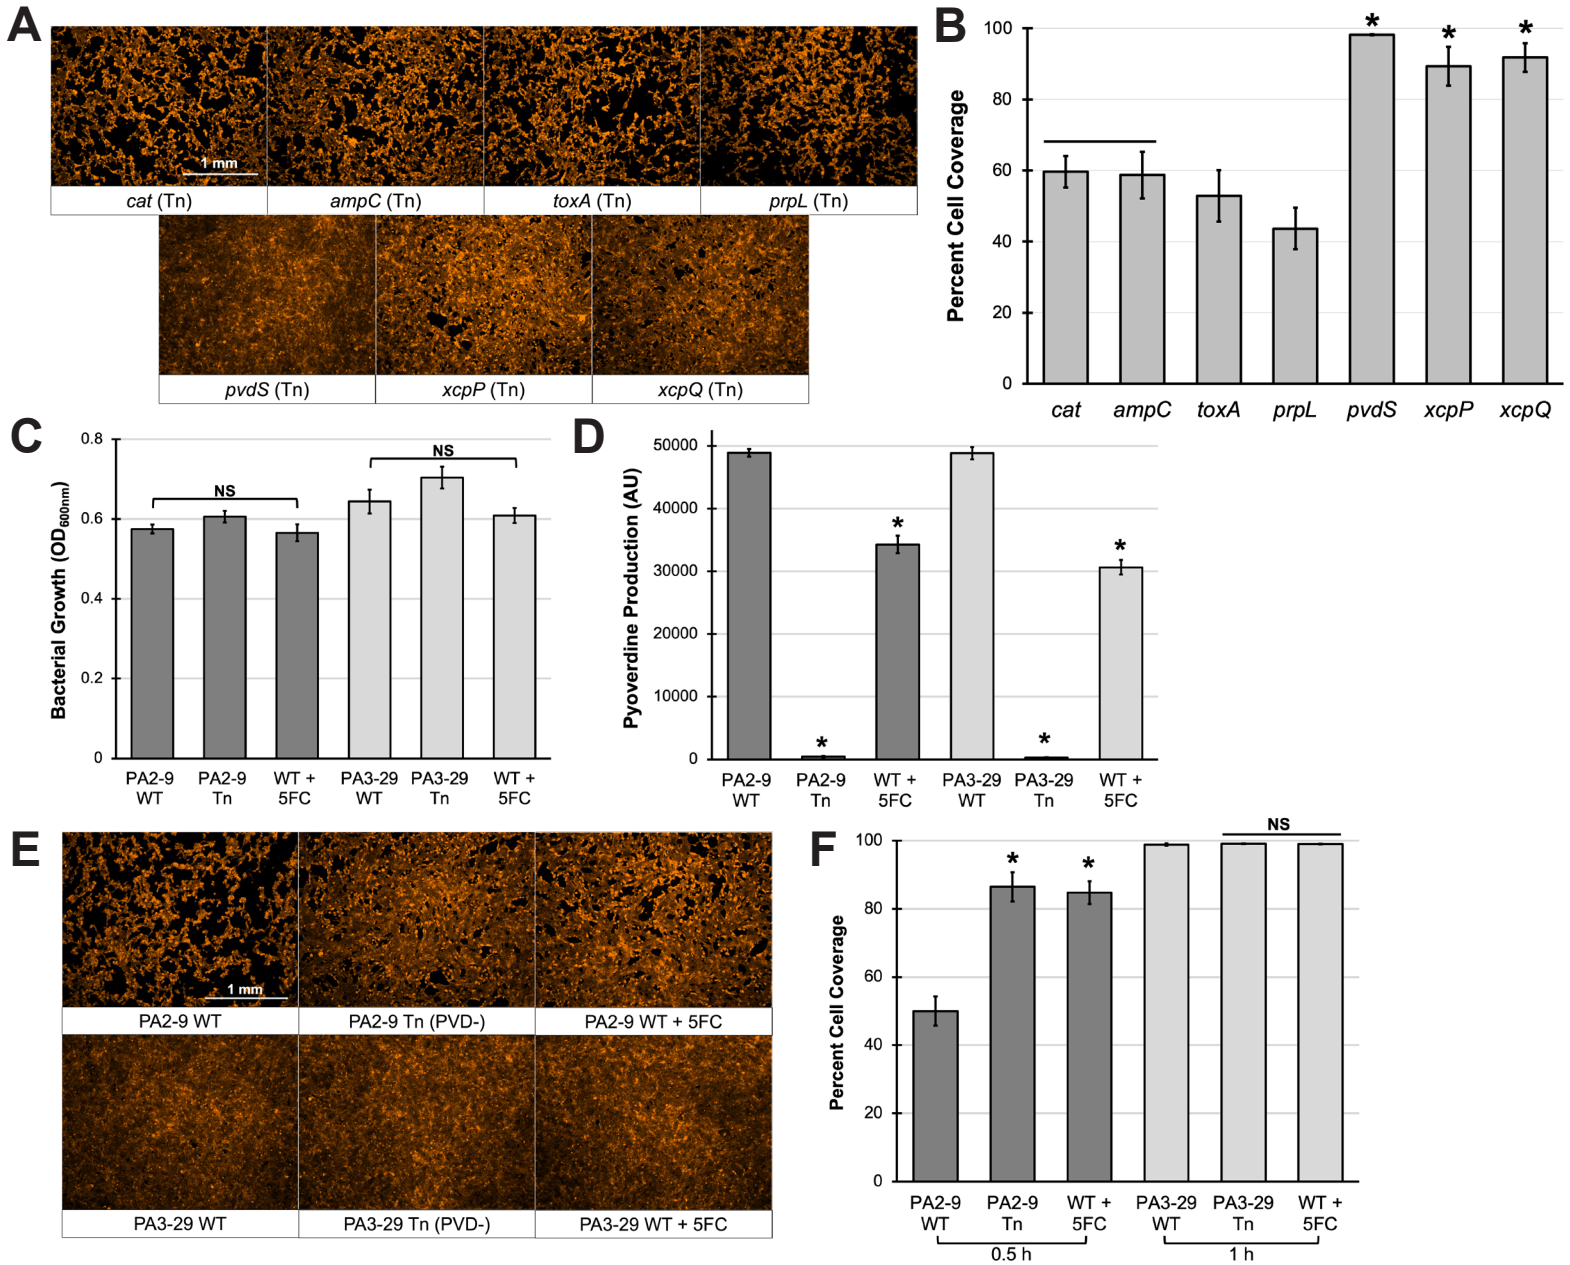 A
1 mm
cat (Tn)
ampC (Tn)
toxA (Tn)
prpL (Tn)
pvdS (Tn)
xcpP (Tn)
xcpQ (Tn)
B
Percent Cell Coverage
100
80
60
40
20
0
* * *
cat ampC toxA prpL pvdS xcpP xcpQ
C
Bacterial Growth (OD600nm)
0.8
0.6
0.4
0.2
0
NS
NS
PA2-9 PA2-9 WT + PA3-29 PA3-29 WT +
WT Tn 5FC WT Tn 5FC
D
Pyoverdine Production (AU)
50000
40000
30000
20000
10000
0
* * * *
PA2-9 PA2-9 WT + PA3-29 PA3-29 WT +
WT Tn 5FC WT Tn 5FC
E
1 mm
PA2-9 WT
PA2-9 Tn (PVD-)
PA2-9 WT + 5FC
PA3-29 WT
PA3-29 Tn (PVD-)
PA3-29 WT + 5FC
F
Percent Cell Coverage
100
80
60
40
20
0
* *
NS
PA2-9 PA2-9 WT + PA3-29 PA3-29 WT +
WT Tn 5FC WT Tn 5FC
0.5 h 1 h